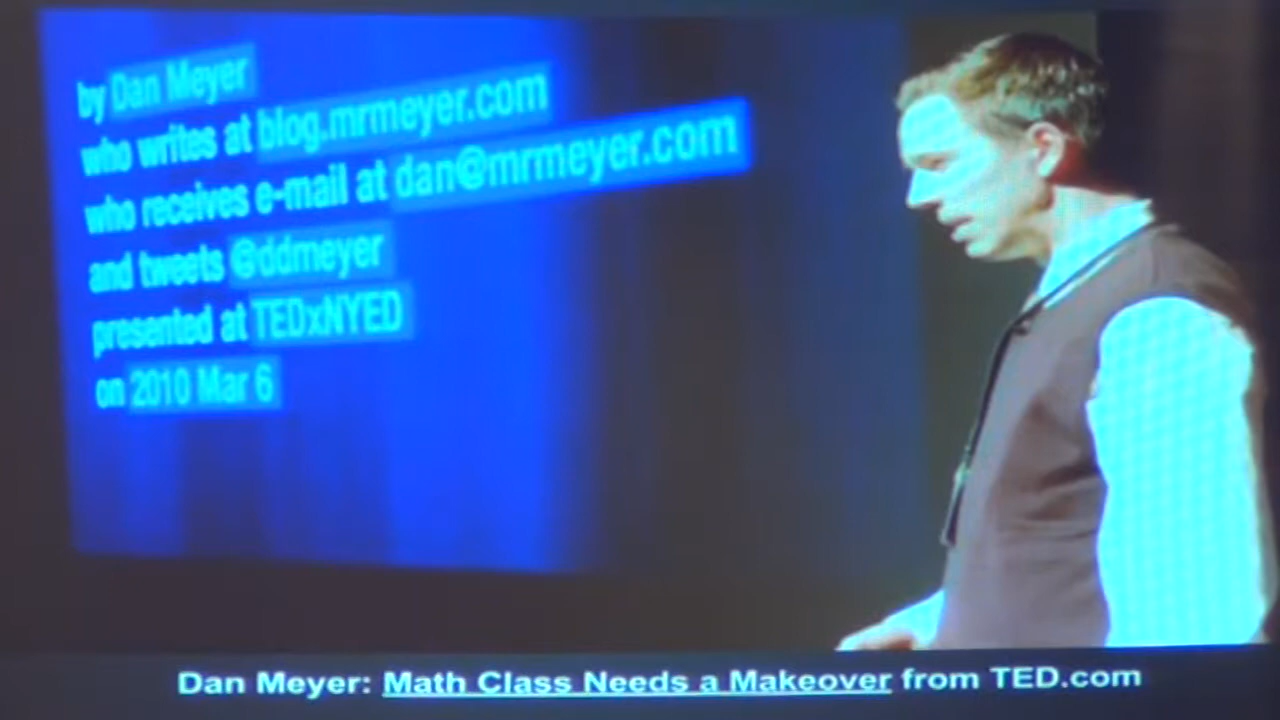 by Dan Meyer
who writes at blog.mrmeyer.com
who receives e-mail at dan@mrmeyer.com
and tweets @ddmeyer
presented at TEDxNYED
on 2010 Mar 6
Dan Meyer: Math Class Needs a Makeover from TED.com